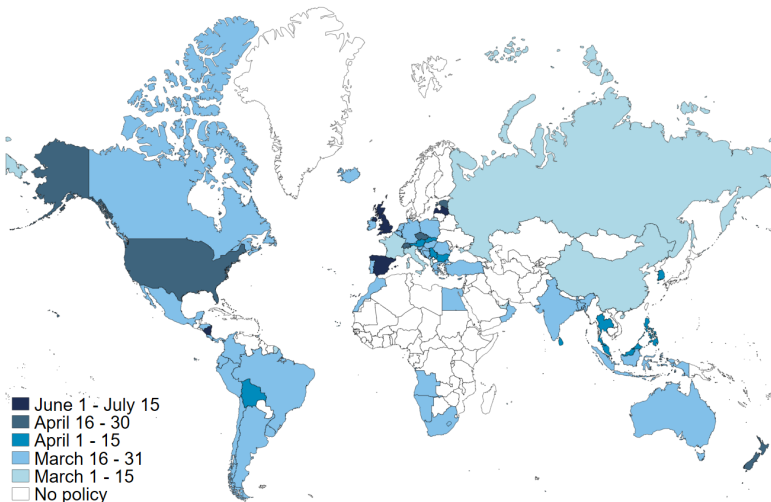 June 1 - July 15
April 16 - 30
April 1 - 15
March 16 - 31
March 1 - 15
No policy